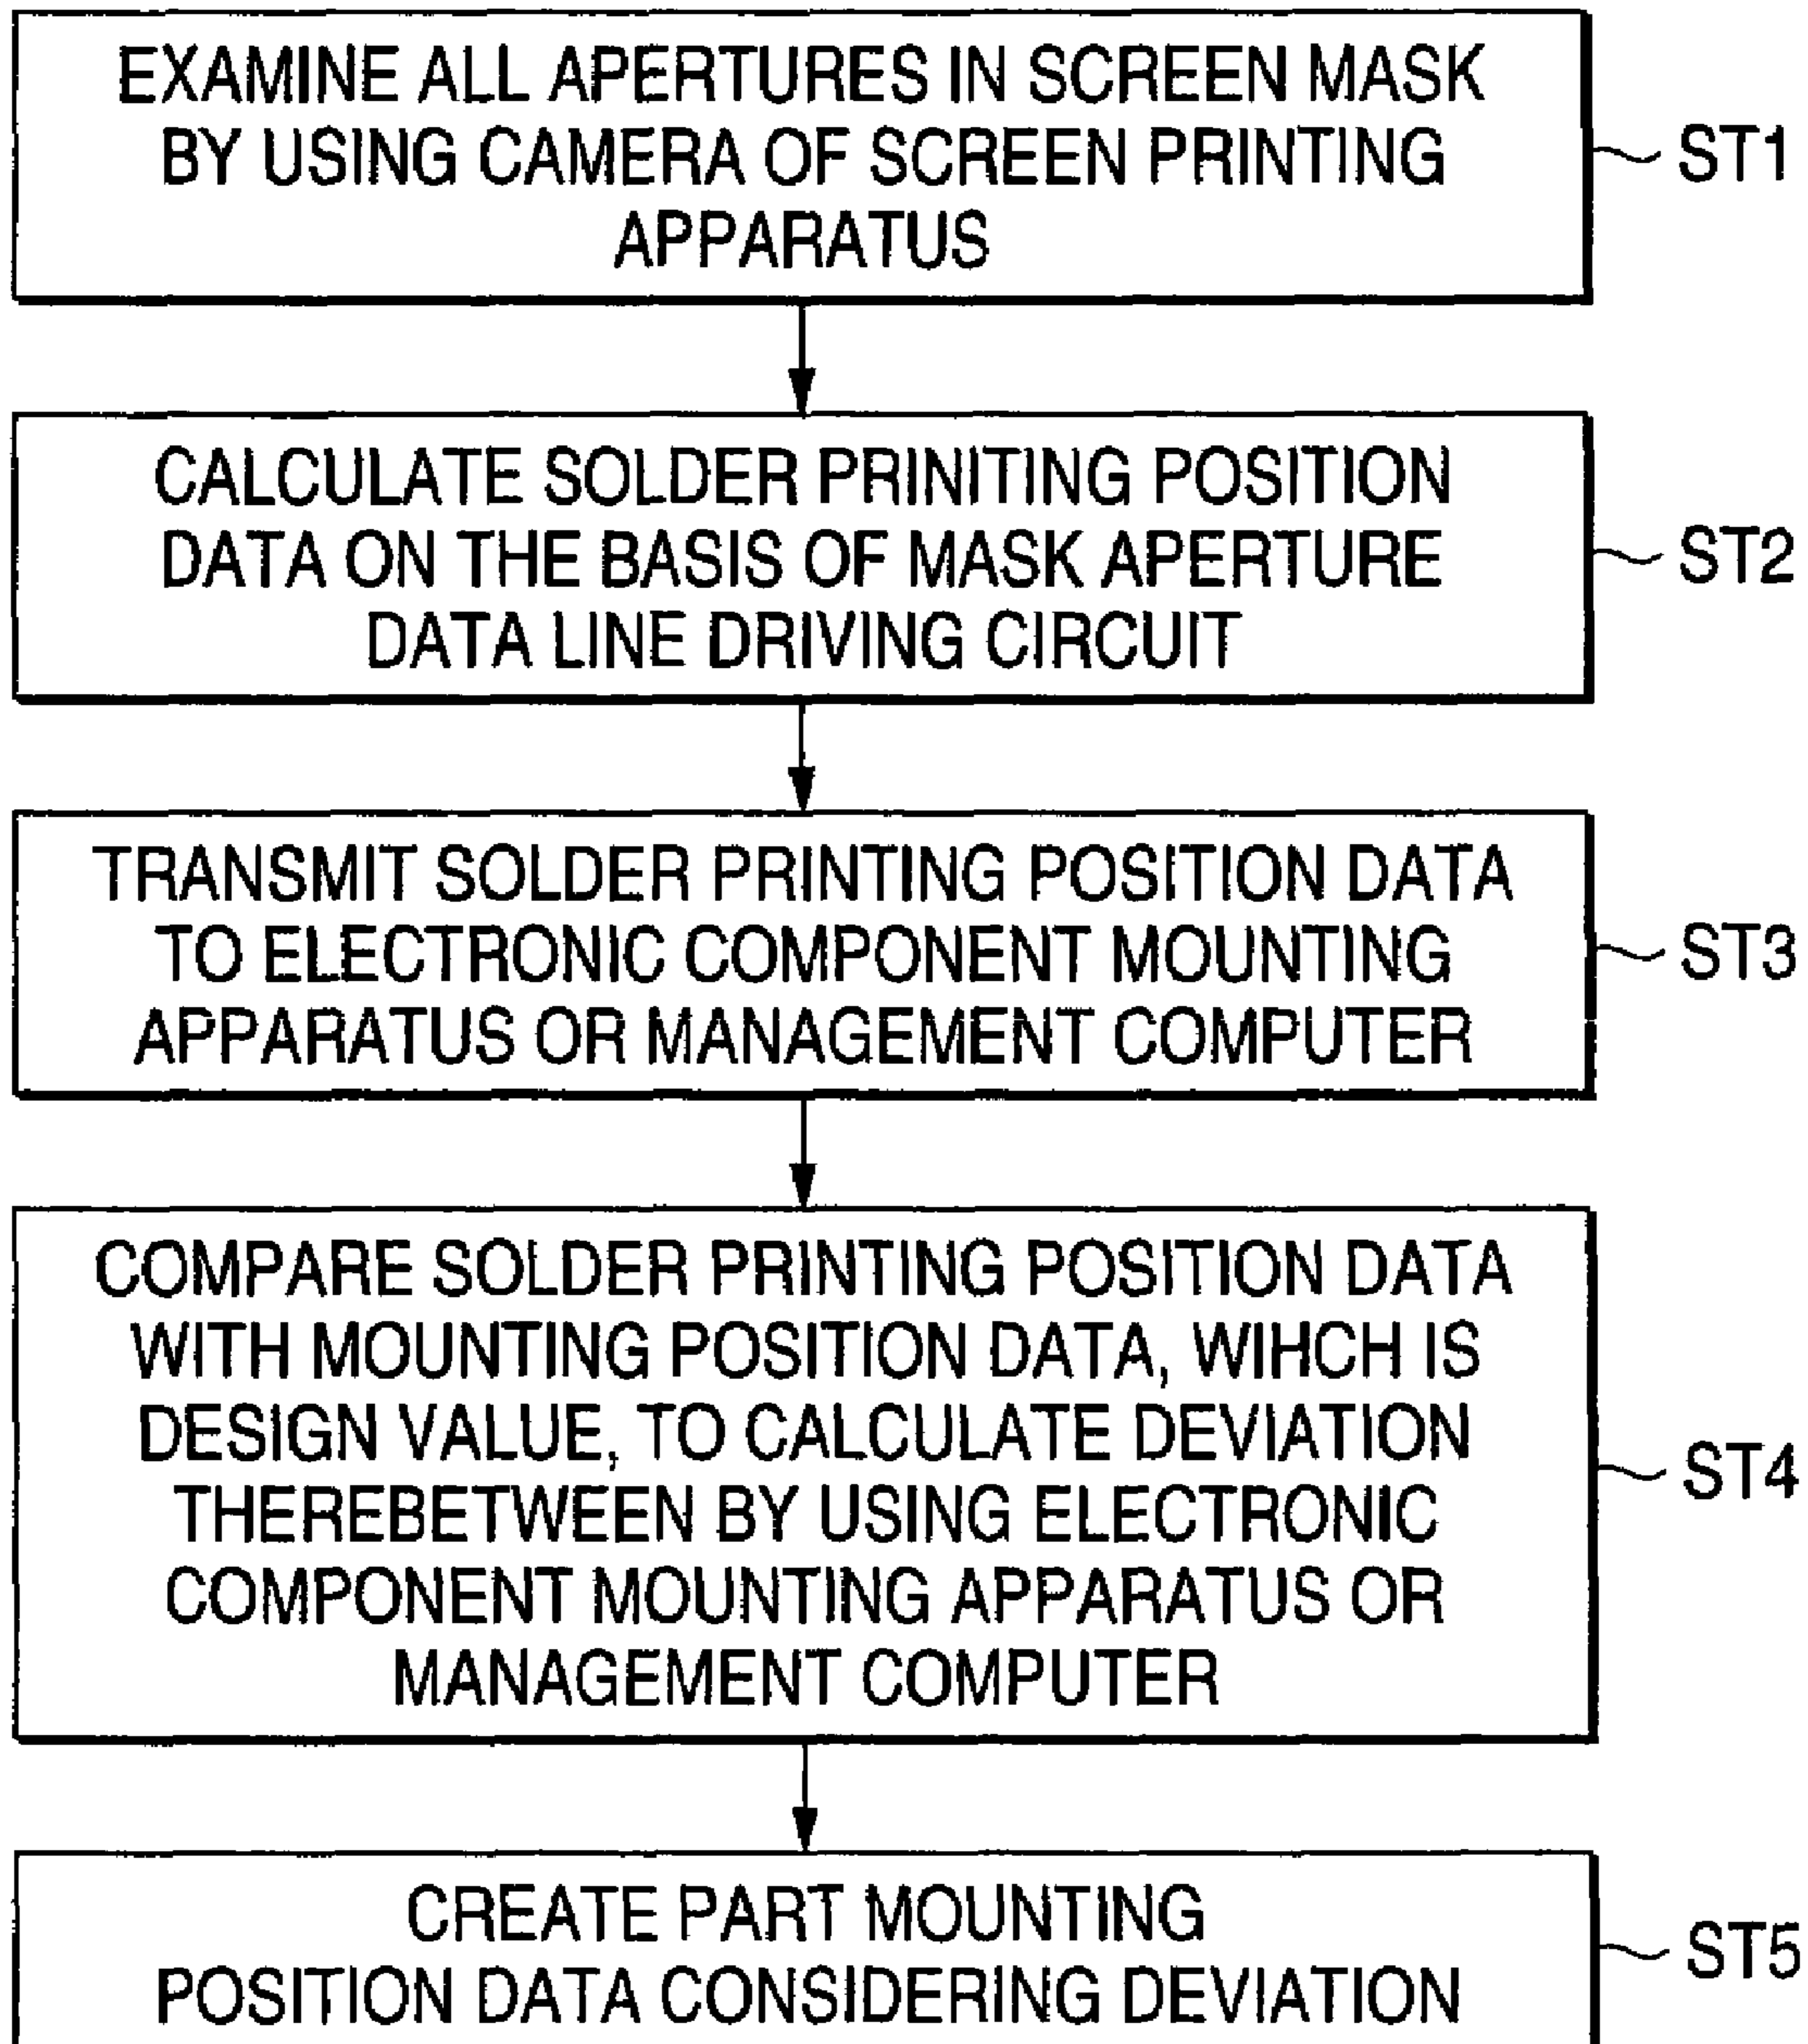 EXAMINE ALL APERTURES IN SCREEN MASK
BY USING CAMERA OF SCREEN PRINTING
APPARATUS
ST1
CALCULATE SOLDER PRINITING POSITION
DATA ON THE BASIS OF MASK APERTURE
DATA LINE DRIVING CIRCUIT
ST2
TRANSMIT SOLDER PRINTING POSITION DATA
TO ELECTRONIC COMPONENT MOUNTING
APPARATUS OR MANAGEMENT COMPUTER
ST3
COMPARE SOLDER PRINTING POSITION DATA
WITH MOUNTING POSITION DATA, WIHCH IS
DESIGN VALUE, TO CALCULATE DEVIATION
THEREBETWEEN BY USING ELECTRONIC
COMPONENT MOUNTING APPARATUS OR
MANAGEMENT COMPUTER
ST4
CREATE PART MOUNTING
POSITION DATA CONSIDERING DEVIATION
ST5